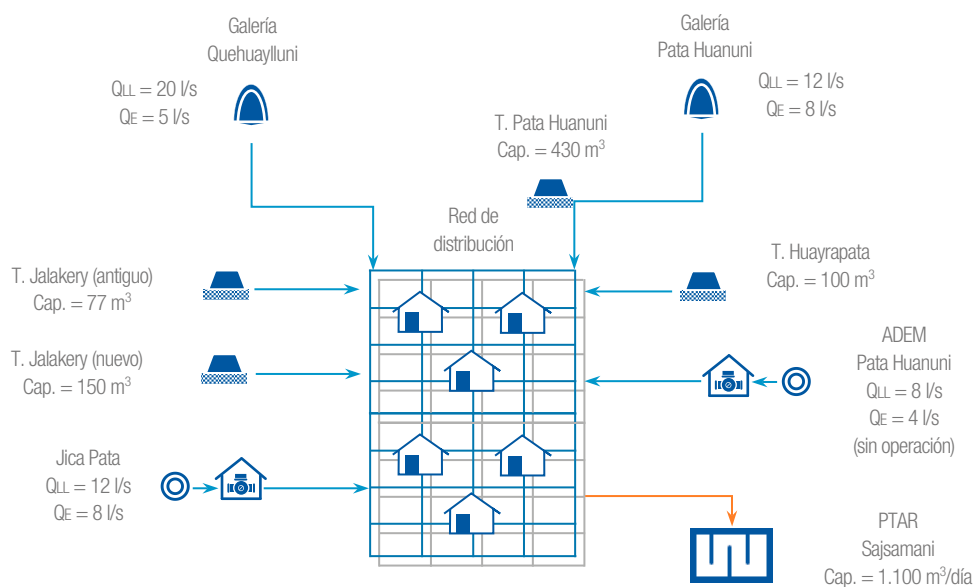 Galería
Quehuaylluni
QLL = 20 l/s
QE = 5 l/s
Galería
Pata Huanuni
QLL = 12 l/s
QE = 8 l/s
T. Pata Huanuni
Cap. = 430 m³
Red de
distribución
T. Jalakery (antiguo)
Cap. = 77 m³
T. Huayrapata
Cap. = 100 m³
T. Jalakery (nuevo)
Cap. = 150 m³
ADEM
Pata Huanuni
QLL = 8 l/s
QE = 4 l/s
(sin operación)
Jica Pata
QLL = 12 l/s
QE = 8 l/s
PTAR
Sajsamani
Cap. = 1.100 m³/día